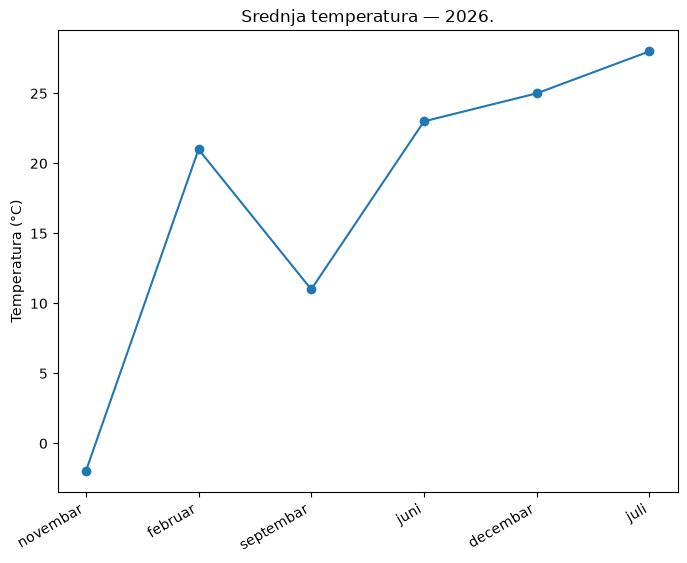 Srednja temperatura — 2026.
Temperatura (°C)
25
20
15
10
5
0
novembar
februar
septembar
juni
decembar
juli